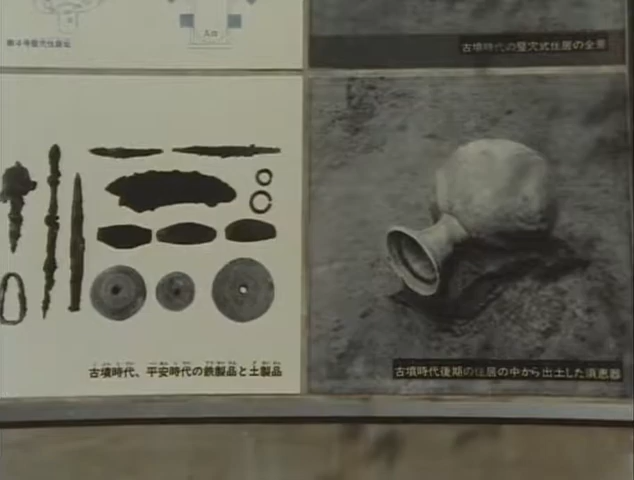 入口
古墳時代の竪穴式住居の全景
古墳時代、平安時代の鉄製品と土製品
古墳時代後期の住居の中から出土した須恵器